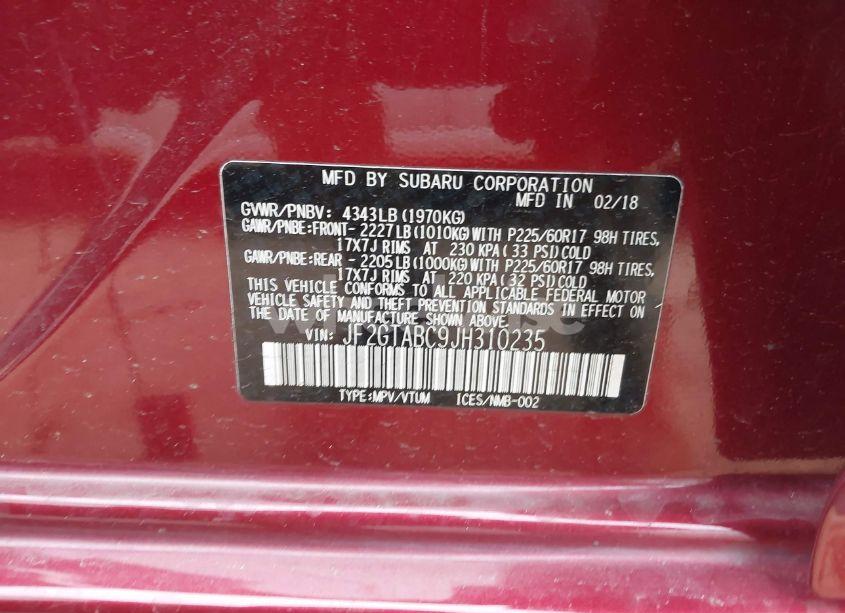 MFD BY SUBARU CORPORATION
MFD IN 02/18
GVWR/PNBV: 4343LB(1970KG)
GAWR/PNBE:FRONT- 2227LB(1010KG)WITH P225/60R17 98H TIRES,
17X7J RIMS AT 230 KPA(33 PSI)COLD
GAWR/PNBE:REAR - 2205LB(1000KG)WITH P225/60R17 98H TIRES,
17X7J RIMS AT 220 KPA(32 PSI)COLD
THIS VEHICLE CONFORMS TO ALL APPLICABLE FEDERAL MOTOR
VEHICLE SAFETY AND THEFT PREVENTION STANDARDS IN EFFECT ON
THE DATE OF MANUFACTURE SHOWN ABOVE.
VIN: JF2GTABC9JH310235
TYPE:MPV/VTUM ICES/NMB-002